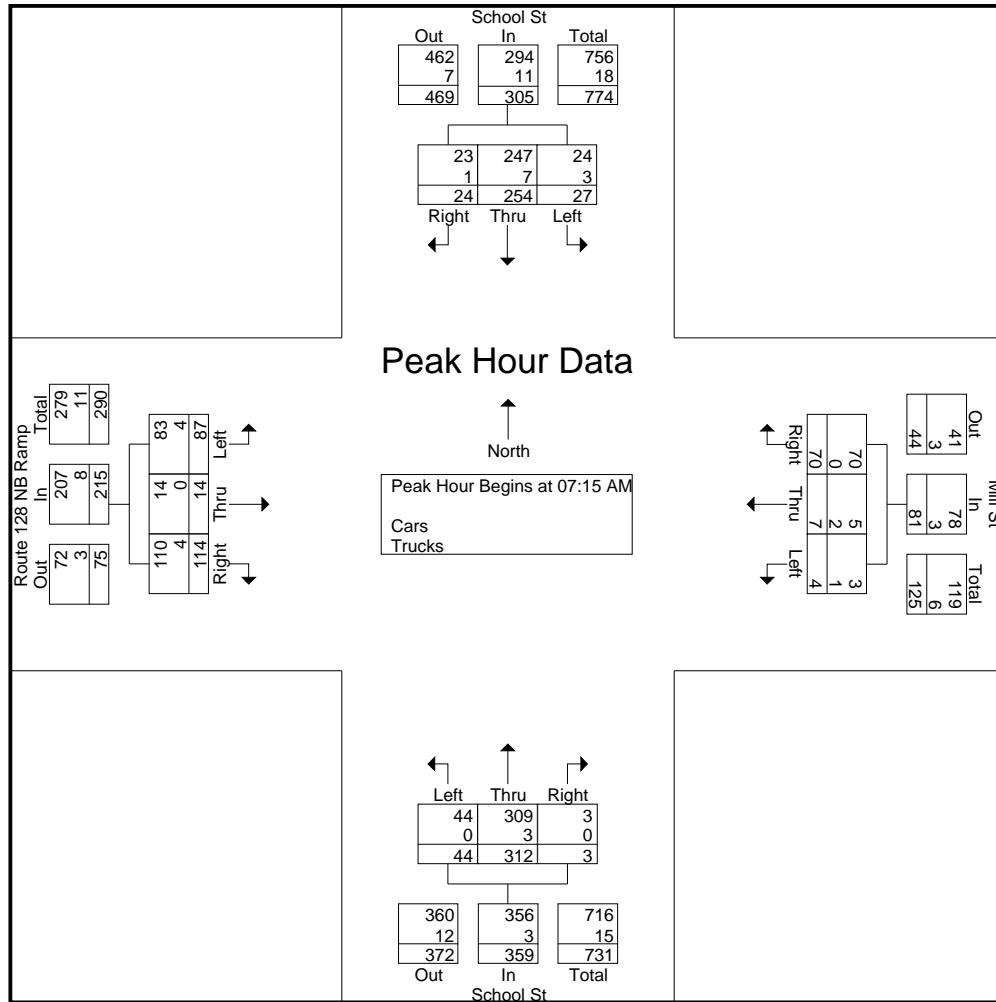 School St
Out In Total
462 294 756
7 11 18
469 305 774
23 247 24
1 7 3
24 254 27
Right Thru Left
Peak Hour Data
North
Peak Hour Begins at 07:15 AM
Cars
Trucks
Route 128 NB Ramp
Out In Total
72 207 279
3 8 11
75 215 290
110 14 83
4 0 4
114 14 87
Right Thru Left
Mill St
Out In Total
41 78 119
3 3 6
44 81 125
70 5 3
0 2 1
70 7 4
Right Thru Left
Left Thru Right
44 309 3
0 3 0
44 312 3
360 356 716
12 3 15
372 359 731
Out In Total
School St